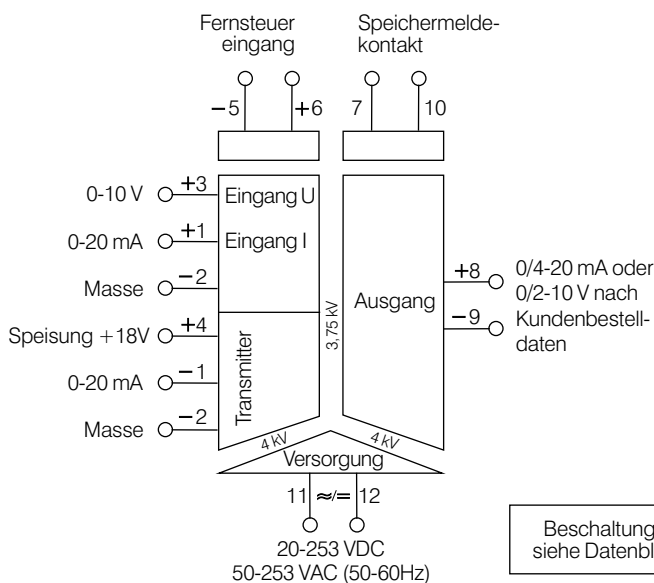 Fernsteuer
eingang
Speichermelde-
kontakt
−5
+6
7
10
0-10 V
+3
Eingang U
0-20 mA
+1
Eingang I
Masse
−2
Speisung +18V
+4
0-20 mA
−1
Masse
−2
Transmitter
3,75 kV
Ausgang
+8
0/4-20 mA oder
0/2-10 V nach
−9
Kundenbestell-
daten
4 kV
4 kV
Versorgung
11 ≂/= 12
20-253 VDC
50-253 VAC (50-60Hz)
Beschaltung
siehe Datenbl